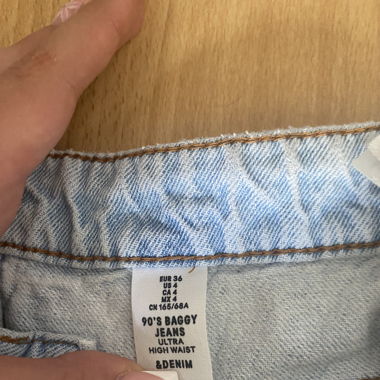 EUR 36
US 4
CA 4
MX 4
CN 165/68A
90'S BAGGY
JEANS
ULTRA
HIGH WAIST
&DENIM